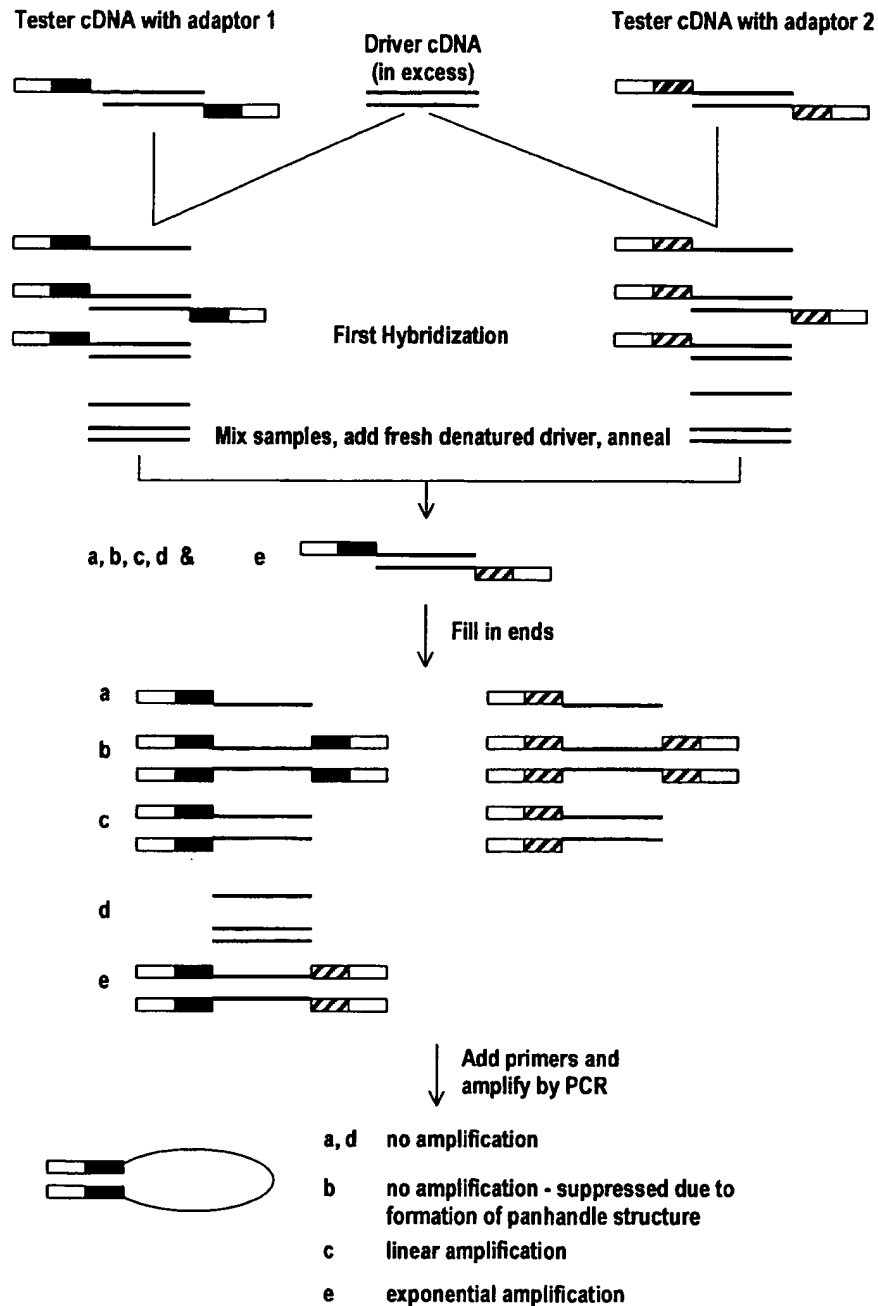 Tester cDNA with adaptor 1
Driver cDNA
(in excess)
Tester cDNA with adaptor 2
First Hybridization
Mix samples, add fresh denatured driver, anneal
a, b, c, d & e
Fill in ends
a
b
c
d
e
Add primers and
amplify by PCR
a, d no amplification
b no amplification - suppressed due to
formation of panhandle structure
c linear amplification
e exponential amplification